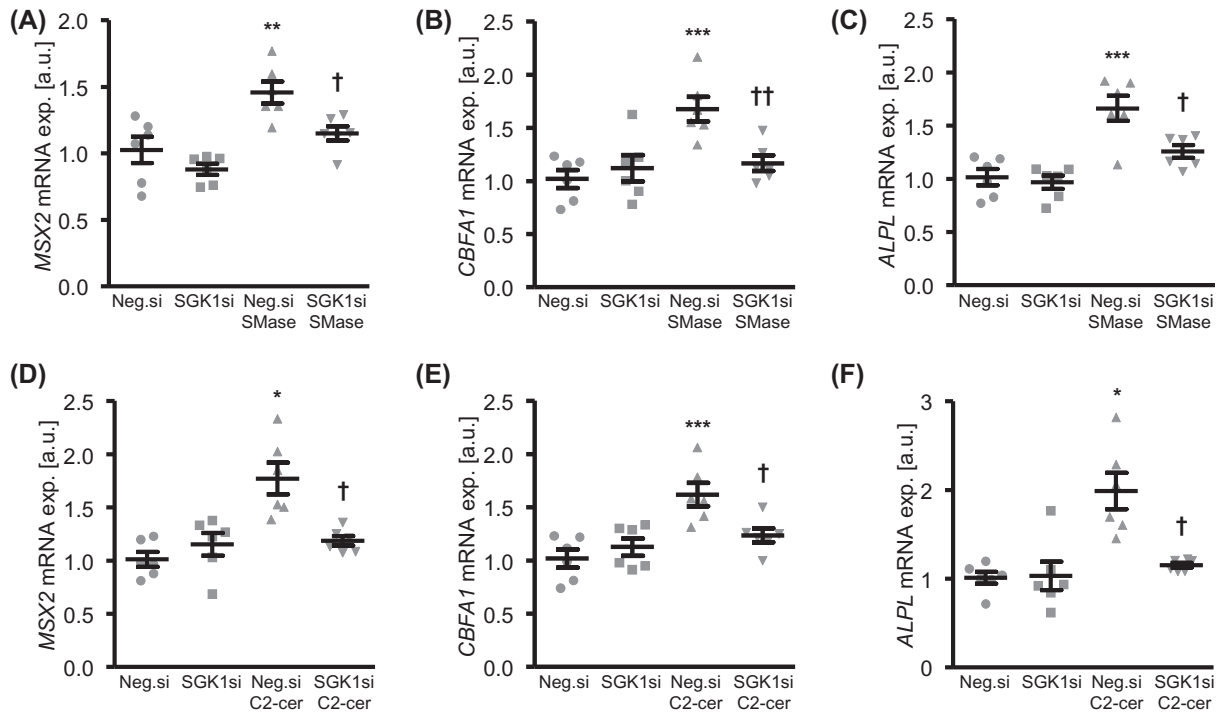 (A)
MSX2 mRNA exp. [a.u.]
2.0
1.5
1.0
0.5
0.0
**
†
Neg.si SGK1si Neg.si SGK1si
SMase SMase
(B)
CBFA1 mRNA exp. [a.u.]
2.5
2.0
1.5
1.0
0.5
0.0
***
††
Neg.si SGK1si Neg.si SGK1si
SMase SMase
(C)
ALPL mRNA exp. [a.u.]
2.5
2.0
1.5
1.0
0.5
0.0
***
†
Neg.si SGK1si Neg.si SGK1si
SMase SMase
(D)
MSX2 mRNA exp. [a.u.]
2.5
2.0
1.5
1.0
0.5
0.0
*
†
Neg.si SGK1si Neg.si SGK1si
C2-cer C2-cer
(E)
CBFA1 mRNA exp. [a.u.]
2.5
2.0
1.5
1.0
0.5
0.0
***
†
Neg.si SGK1si Neg.si SGK1si
C2-cer C2-cer
(F)
ALPL mRNA exp. [a.u.]
3
2
1
0
*
†
Neg.si SGK1si Neg.si SGK1si
C2-cer C2-cer